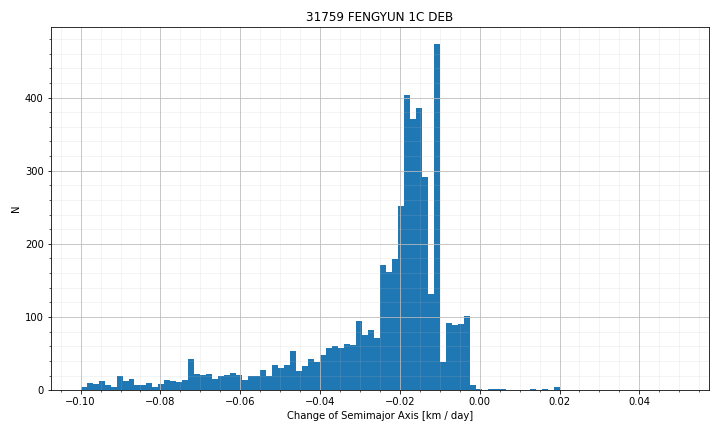 31759 FENGYUN 1C DEB
400
300
200
100
0
N
−0.10 −0.08 −0.06 −0.04 −0.02 0.00 0.02 0.04
Change of Semimajor Axis [km / day]